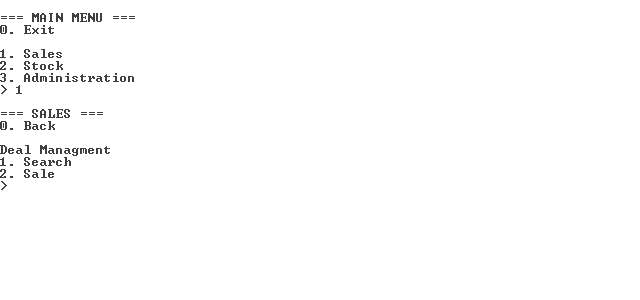 === MAIN MENU ===
0. Exit
1. Sales
2. Stock
3. Administration
> 1
=== SALES ===
0. Back
Deal Managment
1. Search
2. Sale
>